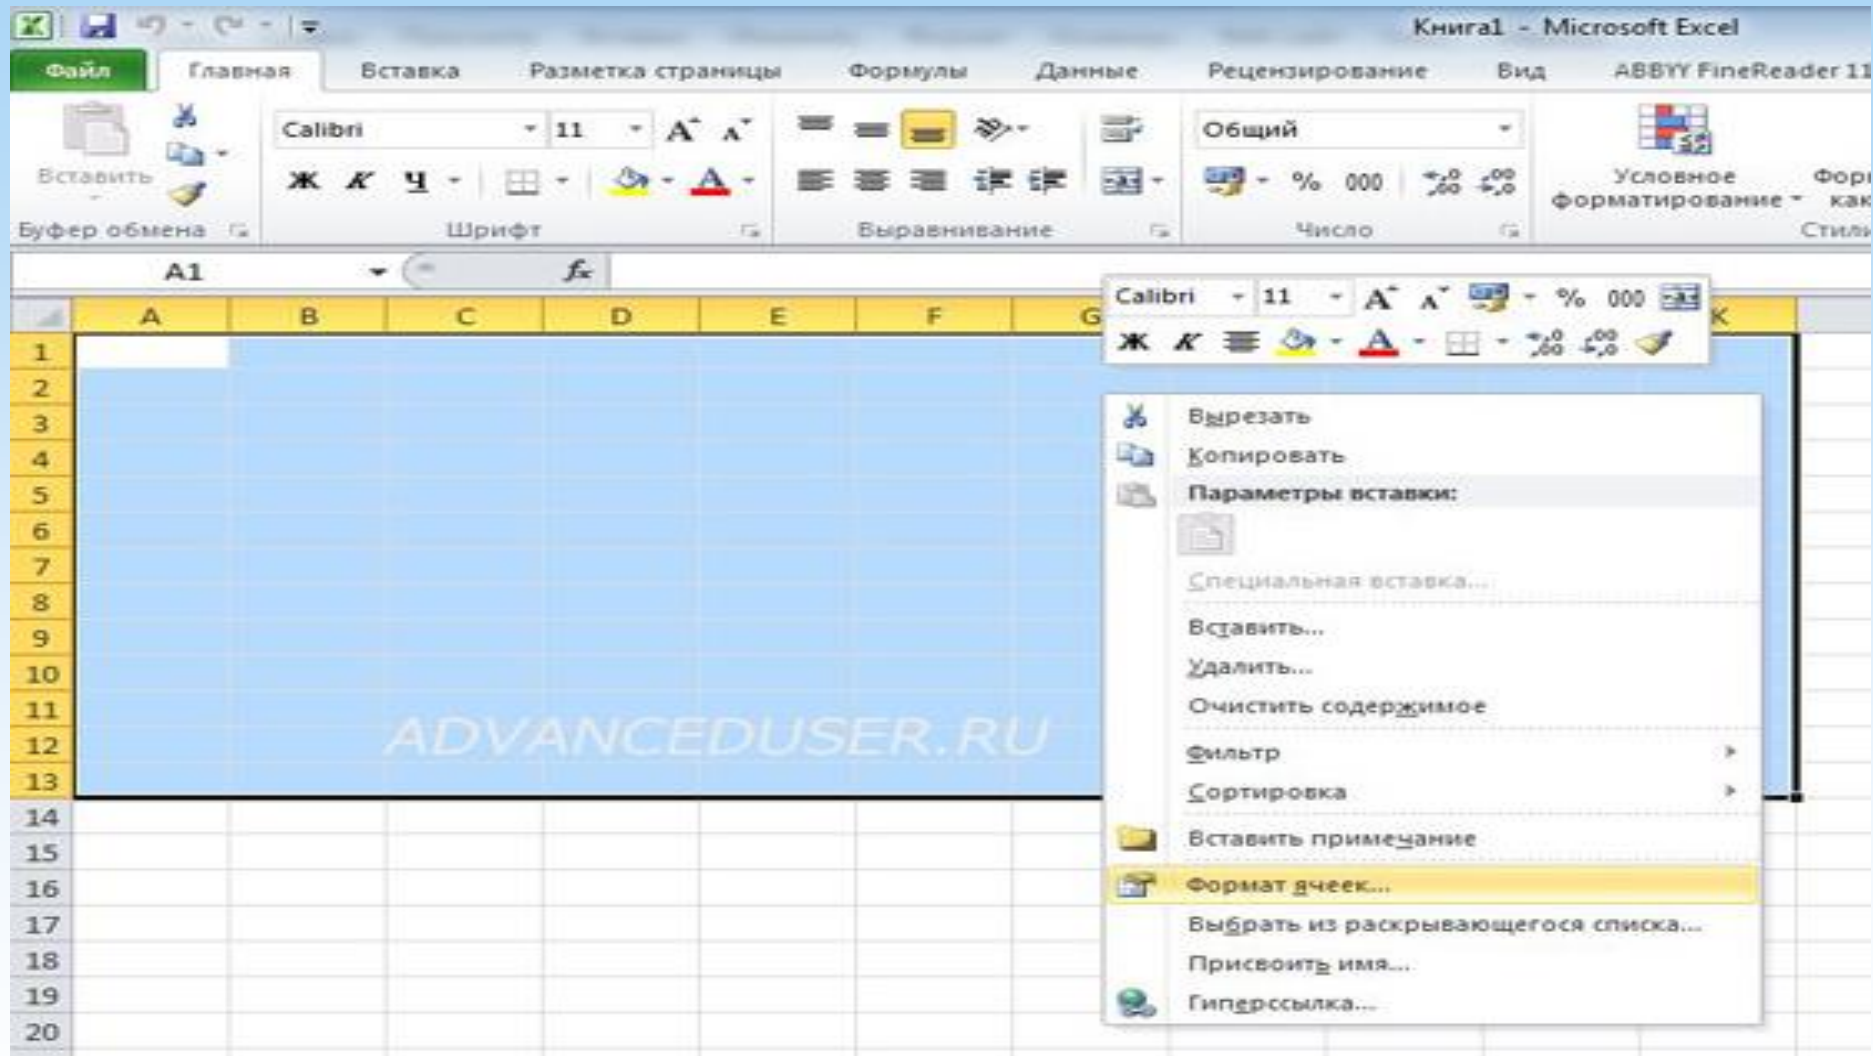 Книга1 - Microsoft Excel
Файл Главная Вставка Разметка страницы Формулы Данные Рецензирование Вид ABBYY FineReader 11
Calibri 11 А А Общий
Вставить Ж К Ч А % 000 Условное форматирование
Буфер обмена Шрифт Выравнивание Число
A1 fx
Calibri 11 А А % 000
Ж К А
A B C D E F G K
1
2
3
4
5
6
7
8
9
10
11
12
13
14
15
16
17
18
19
20
Вырезать
Копировать
Параметры вставки:
Специальная вставка...
Вставить...
Удалить...
Очистить содержимое
Фильтр
Сортировка
Вставить примечание
Формат ячеек...
Выбрать из раскрывающегося списка...
Присвоить имя...
Гиперссылка...
ADVANCEDUSER.RU